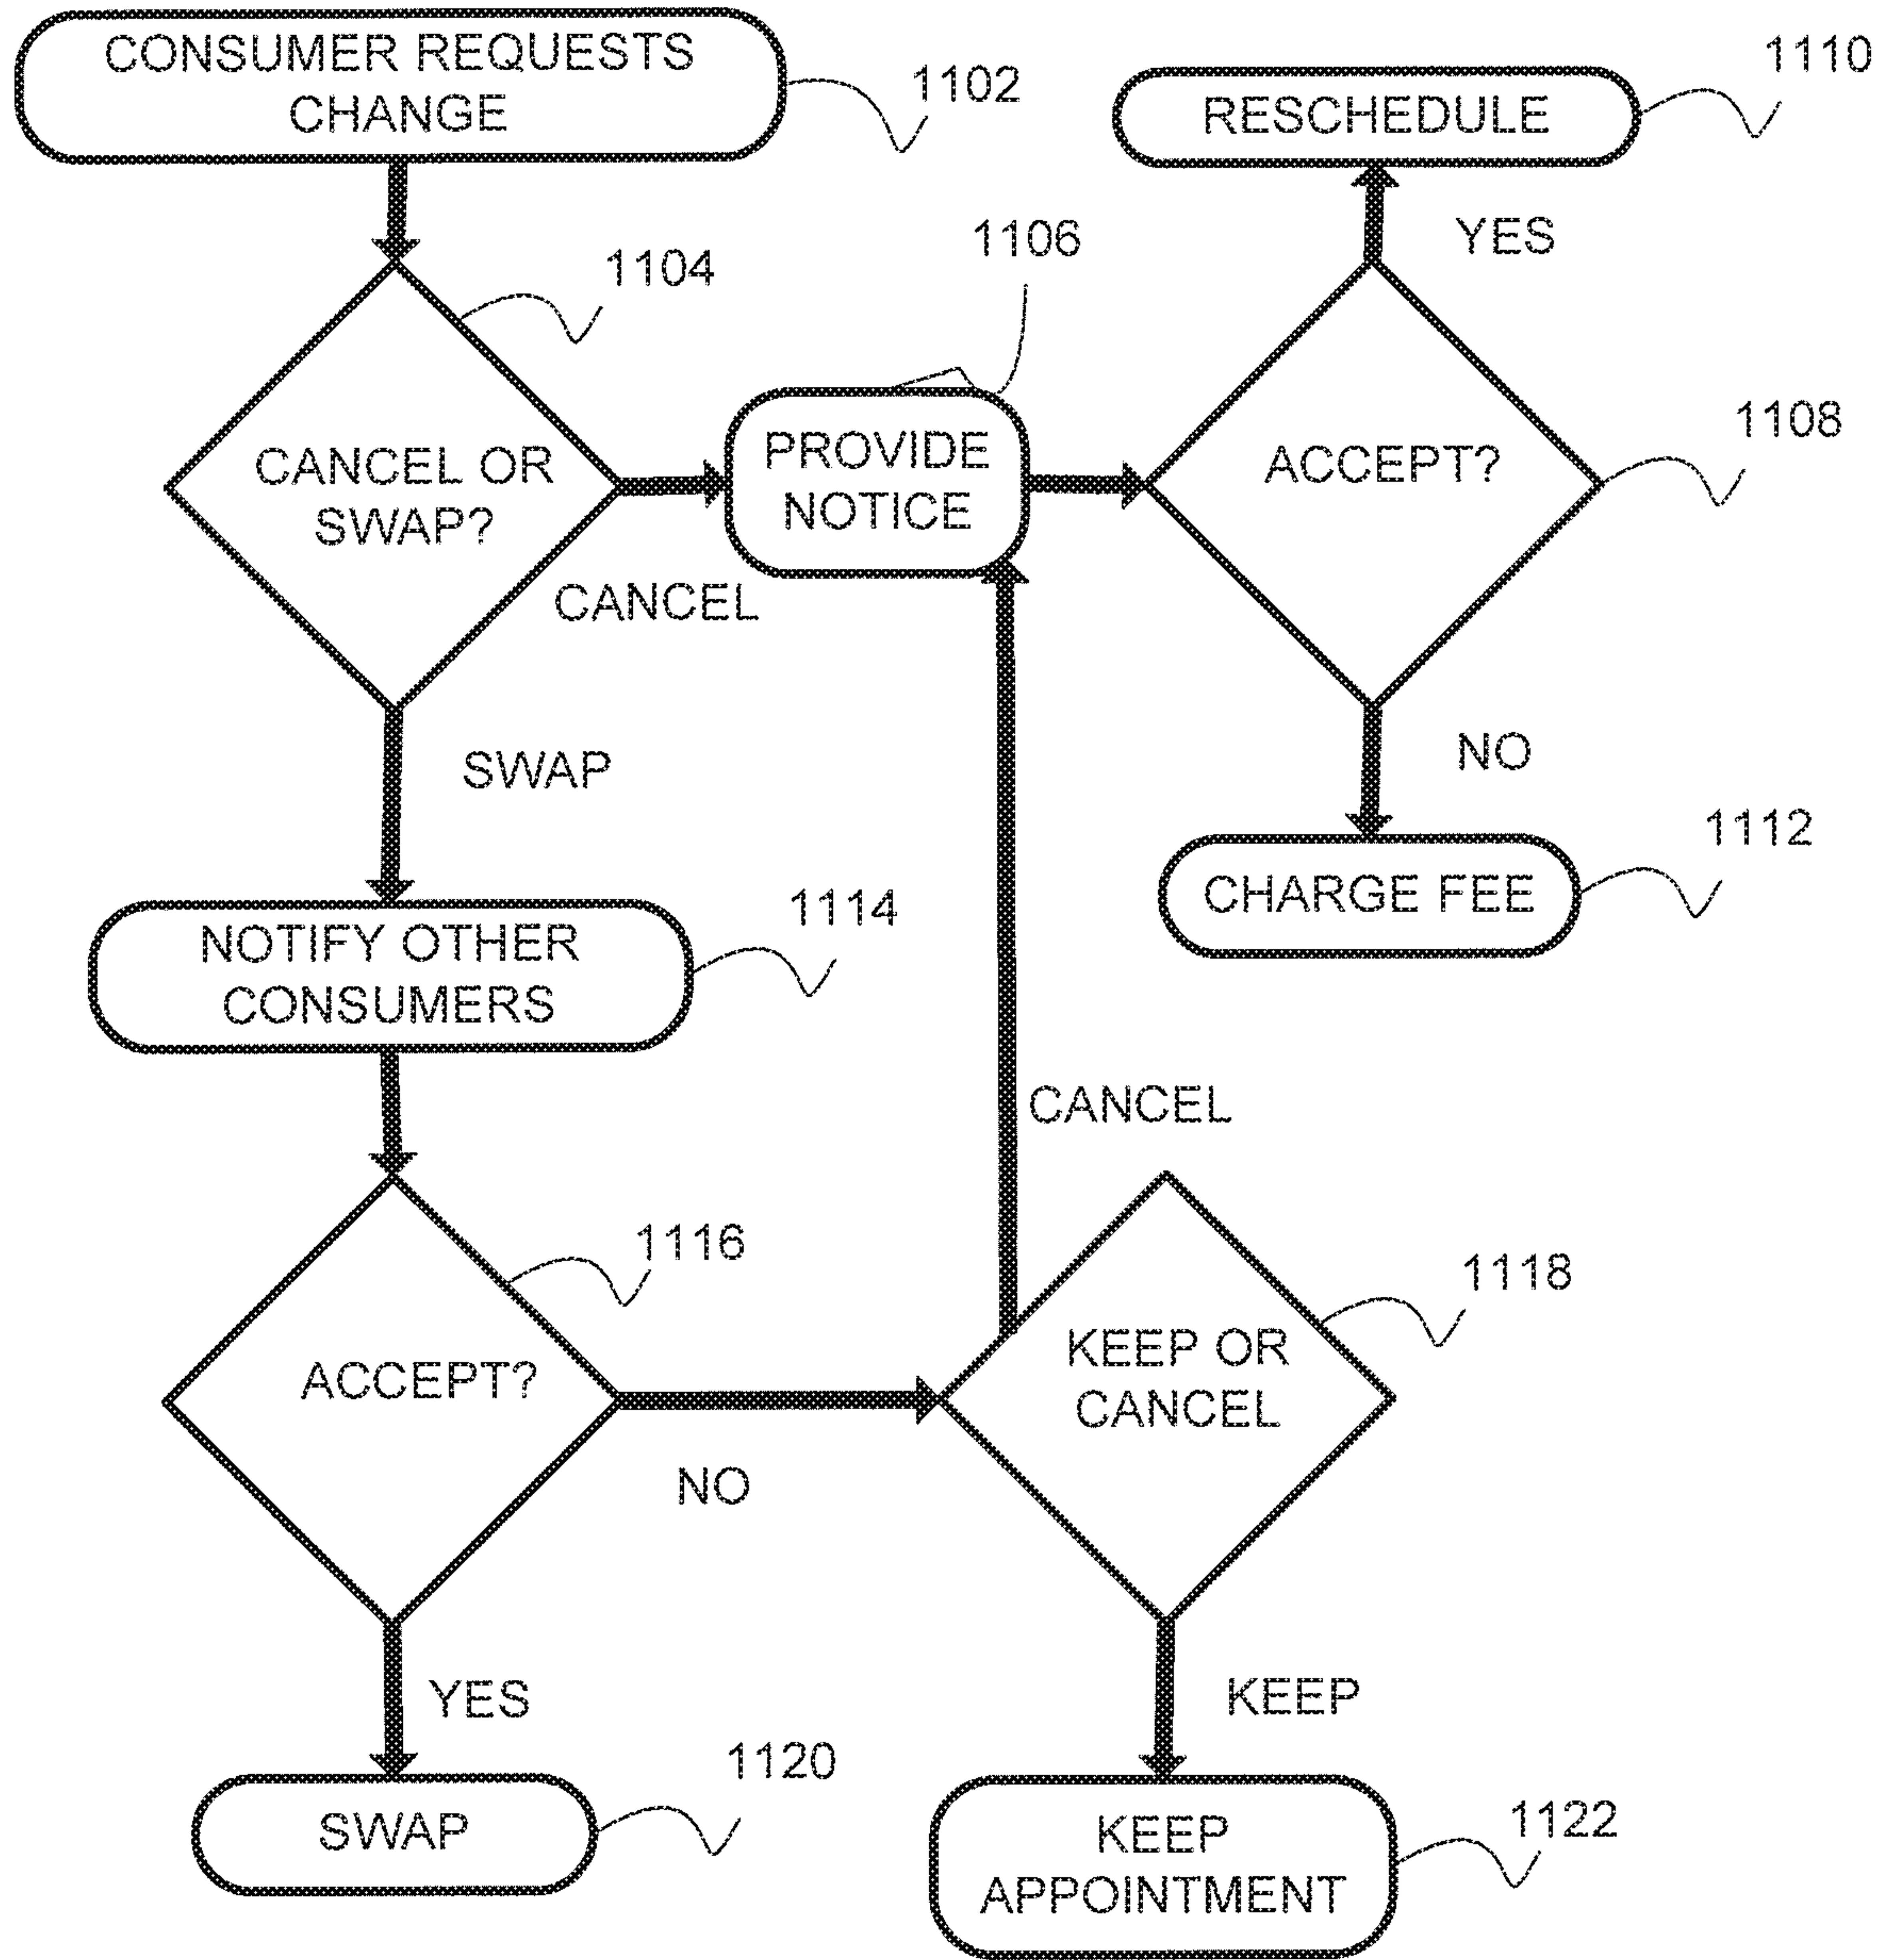 CONSUMER REQUESTS
CHANGE
1102
1110
RESCHEDULE
YES
1104
1106
CANCEL OR
SWAP?
PROVIDE
NOTICE
ACCEPT?
1108
CANCEL
SWAP
NO
1112
CHARGE FEE
NOTIFY OTHER
CONSUMERS
1114
CANCEL
1116
ACCEPT?
NO
KEEP OR
CANCEL
1118
YES
KEEP
1120
SWAP
KEEP
APPOINTMENT
1122